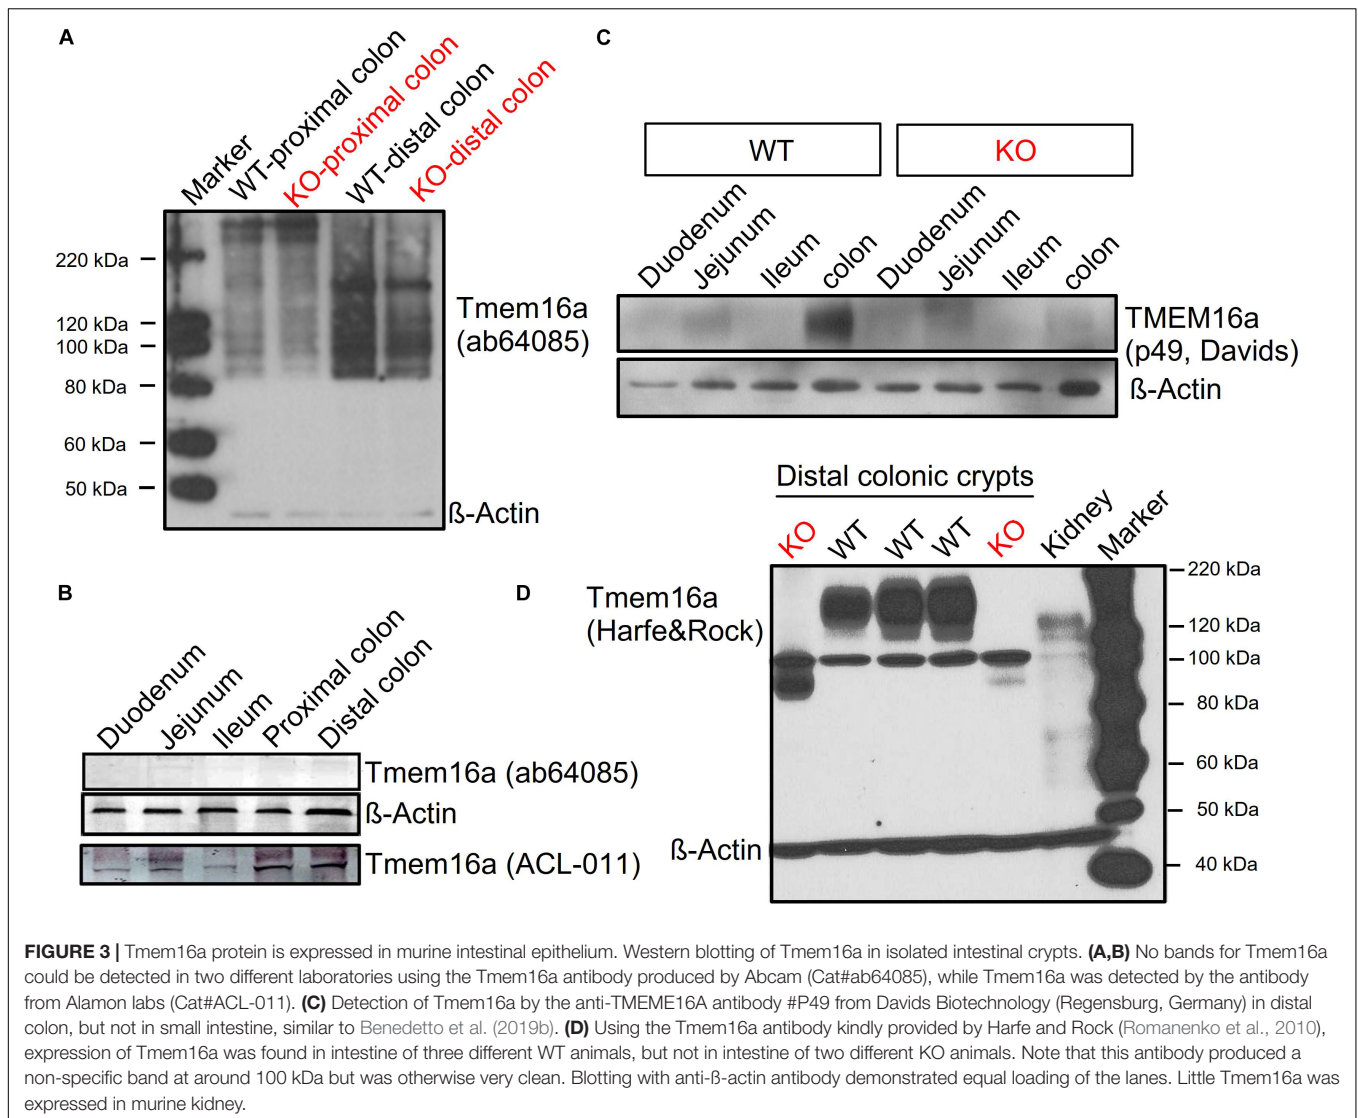 A
Marker
WT-proximal colon
KO-proximal colon
WT-distal colon
KO-distal colon
220 kDa
120 kDa
100 kDa
80 kDa
60 kDa
50 kDa
Tmem16a
(ab64085)
ß-Actin
B
Duodenum
Jejunum
Ileum
Proximal colon
Distal colon
Tmem16a (ab64085)
ß-Actin
Tmem16a (ACL-011)
C
WT
KO
Duodenum
Jejunum
Ileum
colon
Duodenum
Jejunum
Ileum
colon
TMEM16a
(p49, Davids)
ß-Actin
D
Distal colonic crypts
KO
WT
WT
WT
KO
Kidney
Marker
Tmem16a
(Harfe&Rock)
ß-Actin
220 kDa
120 kDa
100 kDa
80 kDa
60 kDa
50 kDa
40 kDa
FIGURE 3 | Tmem16a protein is expressed in murine intestinal epithelium. Western blotting of Tmem16a in isolated intestinal crypts. (A,B) No bands for Tmem16a
could be detected in two different laboratories using the Tmem16a antibody produced by Abcam (Cat#ab64085), while Tmem16a was detected by the antibody
from Alamon labs (Cat#ACL-011). (C) Detection of Tmem16a by the anti-TMEME16A antibody #P49 from Davids Biotechnology (Regensburg, Germany) in distal
colon, but not in small intestine, similar to Benedetto et al. (2019b). (D) Using the Tmem16a antibody kindly provided by Harfe and Rock (Romanenko et al., 2010),
expression of Tmem16a was found in intestine of three different WT animals, but not in intestine of two different KO animals. Note that this antibody produced a
non-specific band at around 100 kDa but was otherwise very clean. Blotting with anti-ß-actin antibody demonstrated equal loading of the lanes. Little Tmem16a was
expressed in murine kidney.